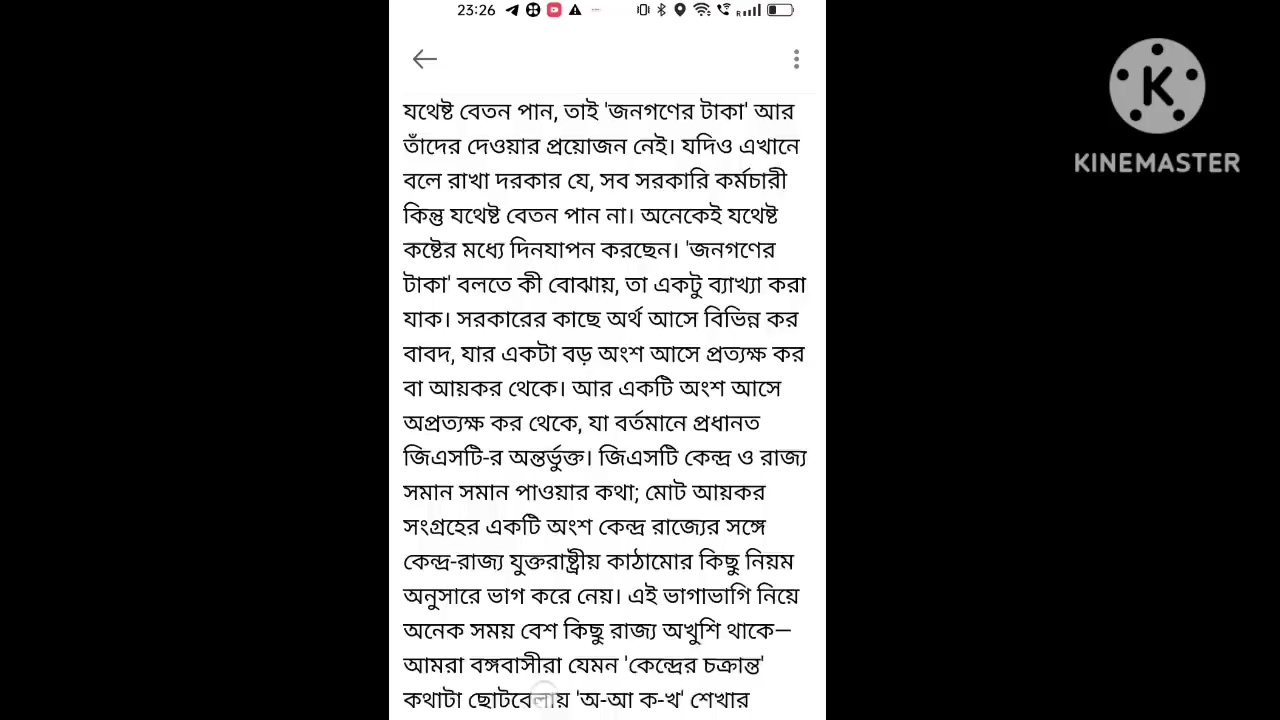 23:26
যথেষ্ট বেতন পান, তাই 'জনগণের টাকা' আর
তাঁদের দেওয়ার প্রয়োজন নেই। যদিও এখানে
বলে রাখা দরকার যে, সব সরকারি কর্মচারী
কিন্তু যথেষ্ট বেতন পান না। অনেকেই যথেষ্ট
কষ্টের মধ্যে দিনযাপন করছেন। 'জনগণের
টাকা' বলতে কী বোঝায়, তা একটু ব্যাখ্যা করা
যাক। সরকারের কাছে অর্থ আসে বিভিন্ন কর
বাবদ, যার একটা বড় অংশ আসে প্রত্যক্ষ কর
বা আয়কর থেকে। আর একটি অংশ আসে
অপ্রত্যক্ষ কর থেকে, যা বর্তমানে প্রধানত
জিএসটি-র অন্তর্ভুক্ত। জিএসটি কেন্দ্র ও রাজ্য
সমান সমান পাওয়ার কথা; মোট আয়কর
সংগ্রহের একটি অংশ কেন্দ্র রাজ্যের সঙ্গে
কেন্দ্র-রাজ্য যুক্তরাষ্ট্রীয় কাঠামোর কিছু নিয়ম
অনুসারে ভাগ করে নেয়। এই ভাগাভাগি নিয়ে
অনেক সময় বেশ কিছু রাজ্য অখুশি থাকে—
আমরা বঙ্গবাসীরা যেমন 'কেন্দ্রের চক্রান্ত'
কথাটা ছোটবেলায় 'অ-আ ক-খ' শেখার
K
KINEMASTER